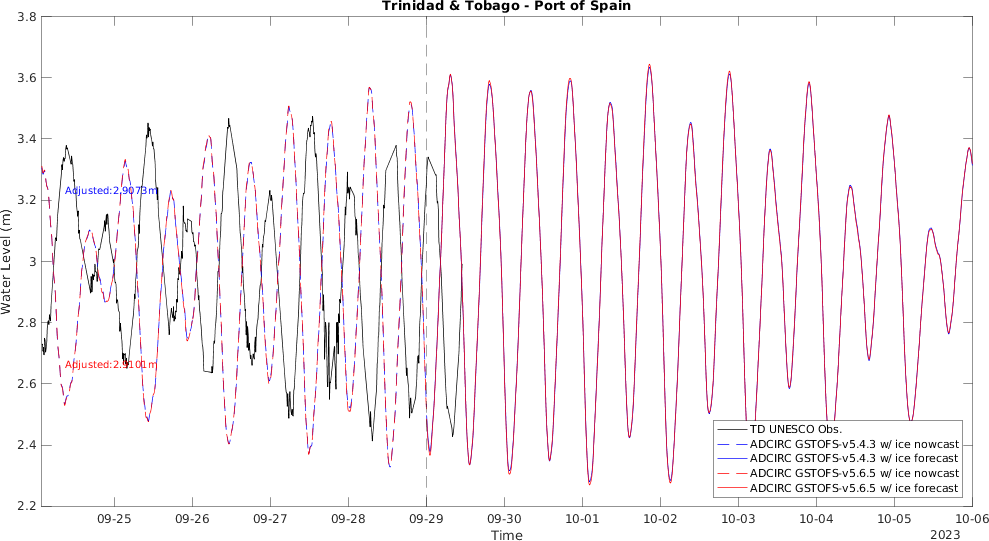 Trinidad & Tobago - Port of Spain
3.8
3.6
3.4
3.2
3
2.8
2.6
2.4
2.2
Water Level (m)
Adjusted:2.9073m
Adjusted:2.9101m
TD UNESCO Obs.
ADCIRC GSTOFS-v5.4.3 w/ ice nowcast
ADCIRC GSTOFS-v5.4.3 w/ ice forecast
ADCIRC GSTOFS-v5.6.5 w/ ice nowcast
ADCIRC GSTOFS-v5.6.5 w/ ice forecast
09-25 09-26 09-27 09-28 09-29 09-30 10-01 10-02 10-03 10-04 10-05 10-06
Time
2023